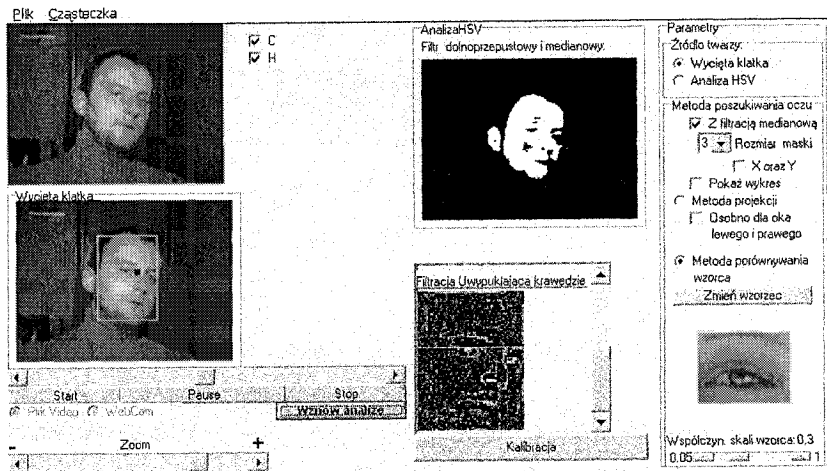 Plik Cząsteczka
C
H
Wycięta klatka
Start Pause Stop
Plik Video WebCam
Wznów analizę
- Zoom +
AnalizaHSV
Filtr dolnoprzepustowy i medianowy.
Filtracja Uwypuklająca krawędzie
Kalibracja
Parametry
Źródło twarzy:
Wycięta klatka
Analiza HSV
Metoda poszukiwania oczu
Z filtracją medianową
3 Rozmiar maski
X oraz Y
Pokaż wykres
Metoda projekcji
Osobno dla oka
lewego i prawego
Metoda porównywania
wzorca
Zmień wzorzec
Współczyn. skali wzorca: 0,3
0.05 1